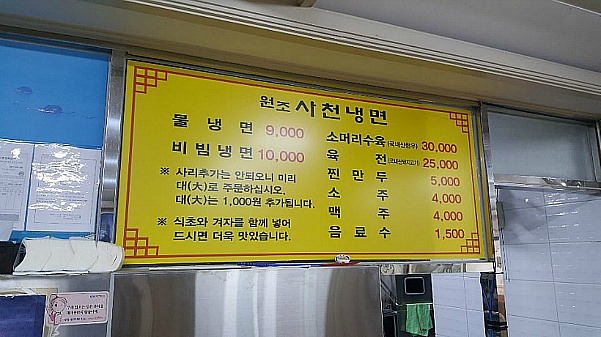 원조 사천냉면
물 냉 면 9,000
비 빔 냉 면 10,000
※ 사리추가는 안되오니 미리
대(大)로 주문하십시오.
대(大)는 1,000원 추가됩니다.
※ 식초와 겨자를 함께 넣어
드시면 더욱 맛있습니다.
소머리수육(국내산한우) 30,000
육 전 25,000
찐 만 두 5,000
소 주 4,000
맥 주 4,000
음 료 수 1,500